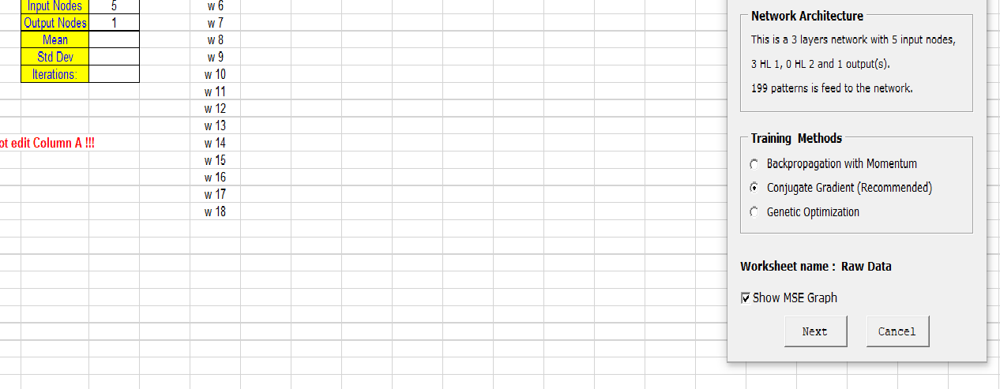 Input Nodes 5 w 6
Output Nodes 1 w 7
Mean w 8
Std Dev w 9
Iterations: w 10
w 11
w 12
w 13
ot edit Column A !!! w 14
w 15
w 16
w 17
w 18
Network Architecture
This is a 3 layers network with 5 input nodes,
3 HL 1, 0 HL 2 and 1 output(s).
199 patterns is feed to the network.
Training Methods
Backpropagation with Momentum
Conjugate Gradient (Recommended)
Genetic Optimization
Worksheet name : Raw Data
Show MSE Graph
Next Cancel